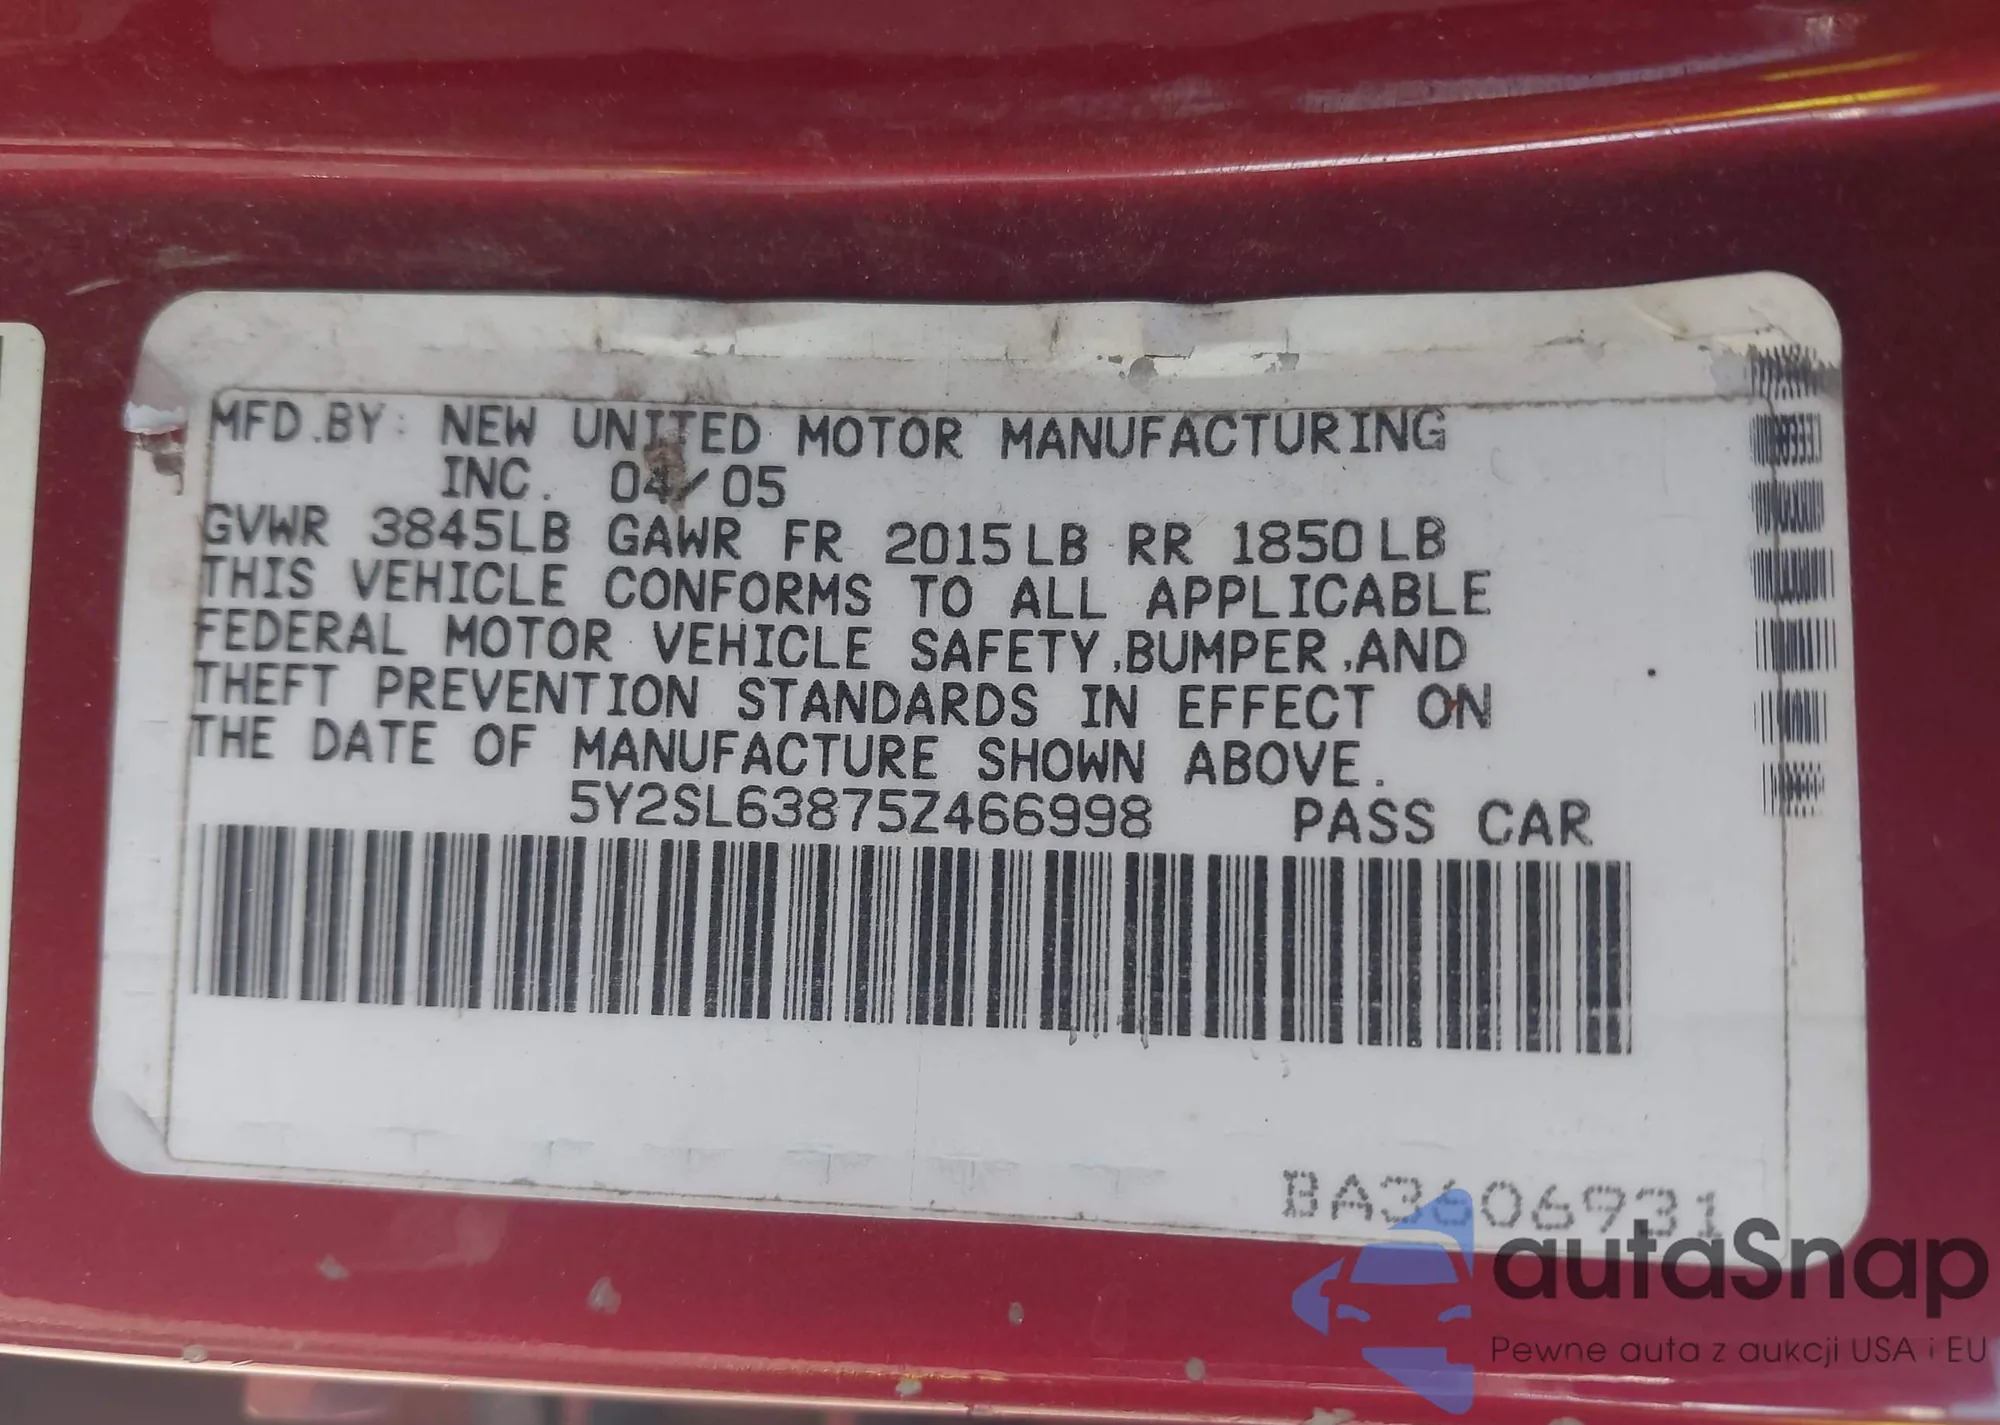 MFD.BY: NEW UNITED MOTOR MANUFACTURING
INC. 04/05
GVWR 3845LB GAWR FR 2015LB RR 1850LB
THIS VEHICLE CONFORMS TO ALL APPLICABLE
FEDERAL MOTOR VEHICLE SAFETY,BUMPER,AND
THEFT PREVENTION STANDARDS IN EFFECT ON
THE DATE OF MANUFACTURE SHOWN ABOVE.
5Y2SL63875Z466998 PASS CAR
BA3606931
autaSnap
Pewne auta z aukcji USA i EU